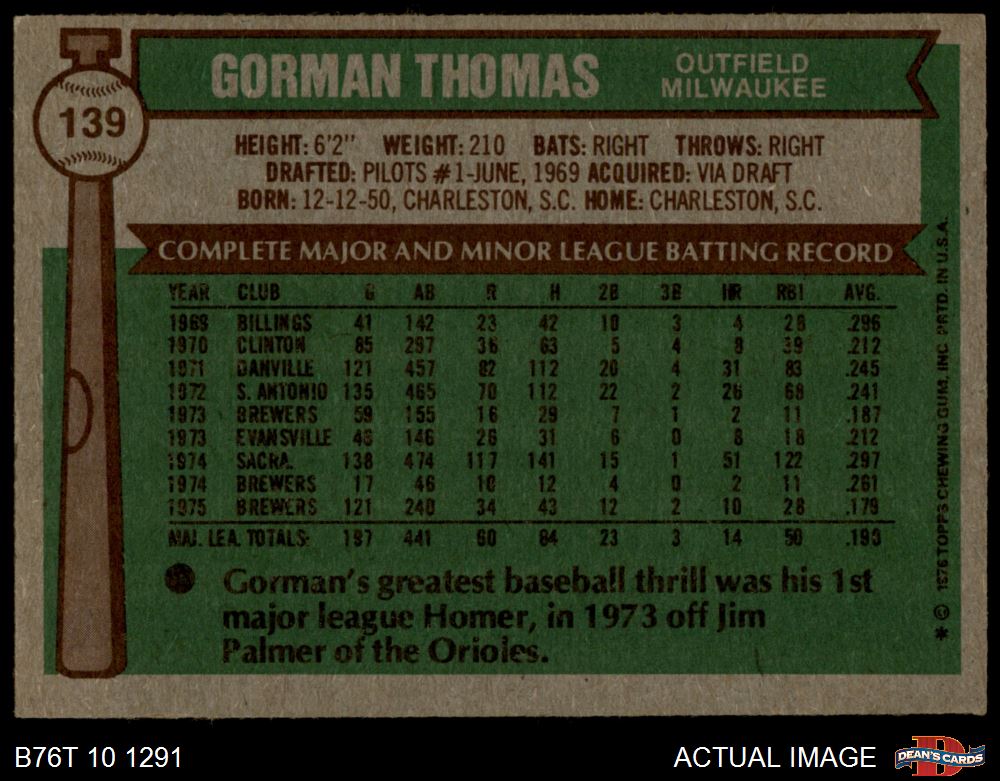 GORMAN THOMAS
OUTFIELD
MILWAUKEE
139
HEIGHT: 6'2" WEIGHT: 210 BATS: RIGHT THROWS: RIGHT
DRAFTED: PILOTS #1-JUNE, 1969 ACQUIRED: VIA DRAFT
BORN: 12-12-50, CHARLESTON, S.C. HOME: CHARLESTON, S.C.
COMPLETE MAJOR AND MINOR LEAGUE BATTING RECORD
YEAR CLUB G AB R H 2B 3B HR RBI AVG.
1969 BILLINGS 41 142 23 42 10 3 4 28 .296
1970 CLINTON 85 297 36 63 5 4 8 39 .212
1971 DANVILLE 121 457 82 112 20 4 31 83 .245
1972 S. ANTONIO 135 465 70 112 22 2 26 68 .241
1973 BREWERS 59 155 16 29 7 1 2 11 .187
1973 EVANSVILLE 146 26 31 6 0 8 18 .212
1974 SACRA. 138 474 117 141 15 1 51 122 .297
1974 BREWERS 17 46 10 12 4 0 2 11 .261
1975 BREWERS 121 240 34 43 12 2 10 28 .179
MAJ. LEA. TOTALS: 197 441 60 84 23 3 14 50 .190
Gorman's greatest baseball thrill was his 1st
major league Homer, in 1973 off Jim
Palmer of the Orioles.
* © 1976 TOPPS CHEWING GUM, INC. PRTD. IN U.S.A.
B76T 10 1291
ACTUAL IMAGE
D
DEAN'S CARDS